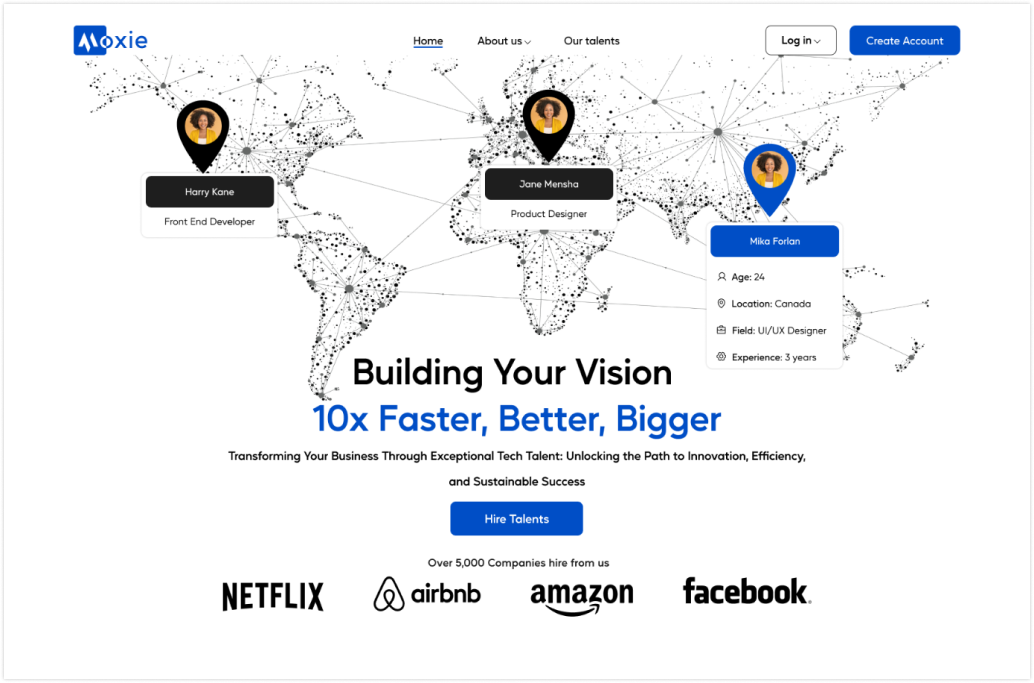 Moxie
Home
About us
Our talents
Log in
Create Account
Harry Kane
Front End Developer
Jane Mensha
Product Designer
Mika Forlan
Age: 24
Location: Canada
Field: UI/UX Designer
Experience: 3 years
Building Your Vision
10x Faster, Better, Bigger
Transforming Your Business Through Exceptional Tech Talent: Unlocking the Path to Innovation, Efficiency,
and Sustainable Success
Hire Talents
Over 5,000 Companies hire from us
NETFLIX
airbnb
amazon
facebook